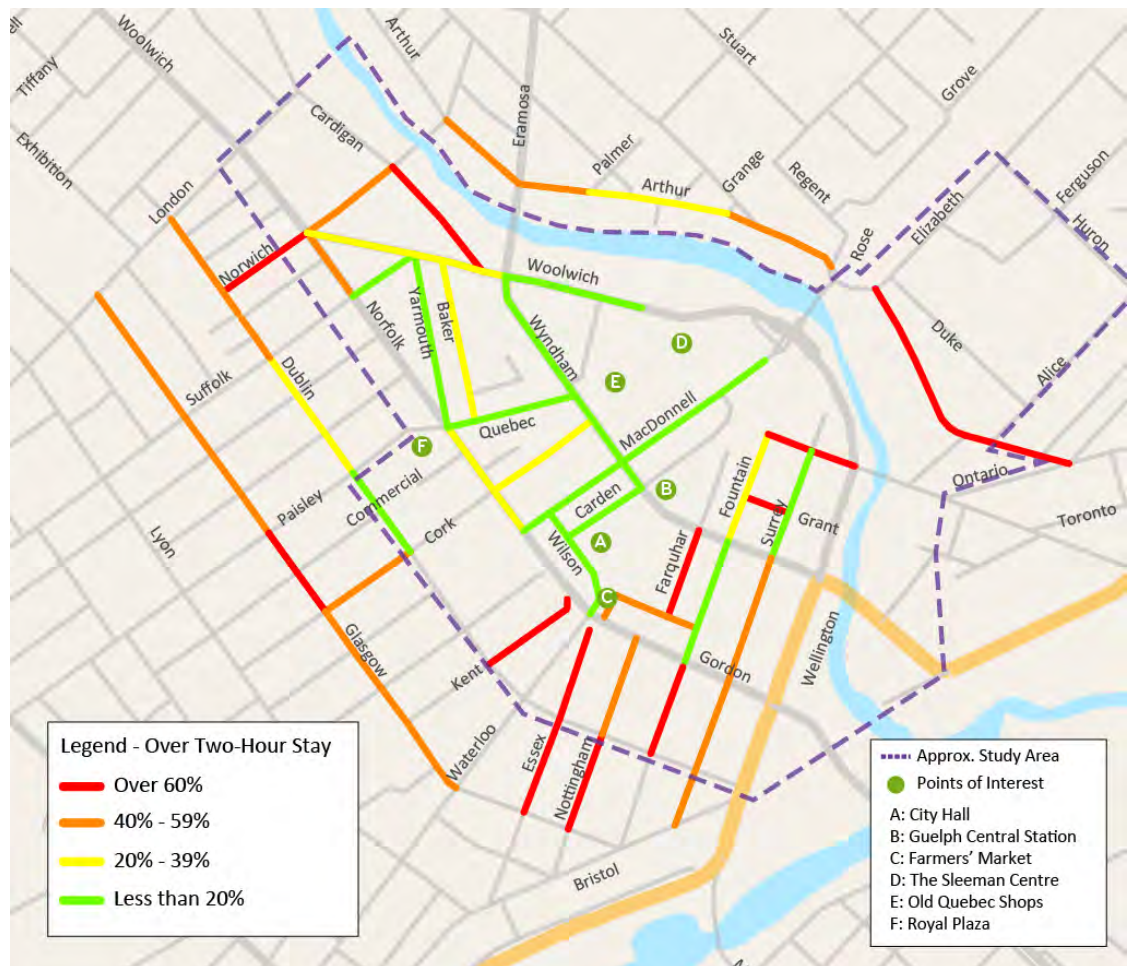 Tiffany
Woolwich
Exhibition
London
Cardigan
Arthur
Eramosa
Stuart
Grove
Palmer
Arthur
Grange
Regent
Rose
Elizabeth
Ferguson
Huron
Norwich
Norfolk
Yarmouth
Baker
Woolwich
Wyndham
D
E
Duke
Alice
Suffolk
Dublin
Quebec
MacDonnell
F
Paisley
Commercial
Cork
Carden
B
Fountain
Surrey
Grant
Ontario
Toronto
Lyon
Wilson
A
C
Farquhar
Glasgow
Kent
Gordon
Wellington
Waterloo
Essex
Nottingham
Bristol
Legend - Over Two-Hour Stay
Over 60%
40% - 59%
20% - 39%
Less than 20%
Approx. Study Area
Points of Interest
A: City Hall
B: Guelph Central Station
C: Farmers’ Market
D: The Sleeman Centre
E: Old Quebec Shops
F: Royal Plaza